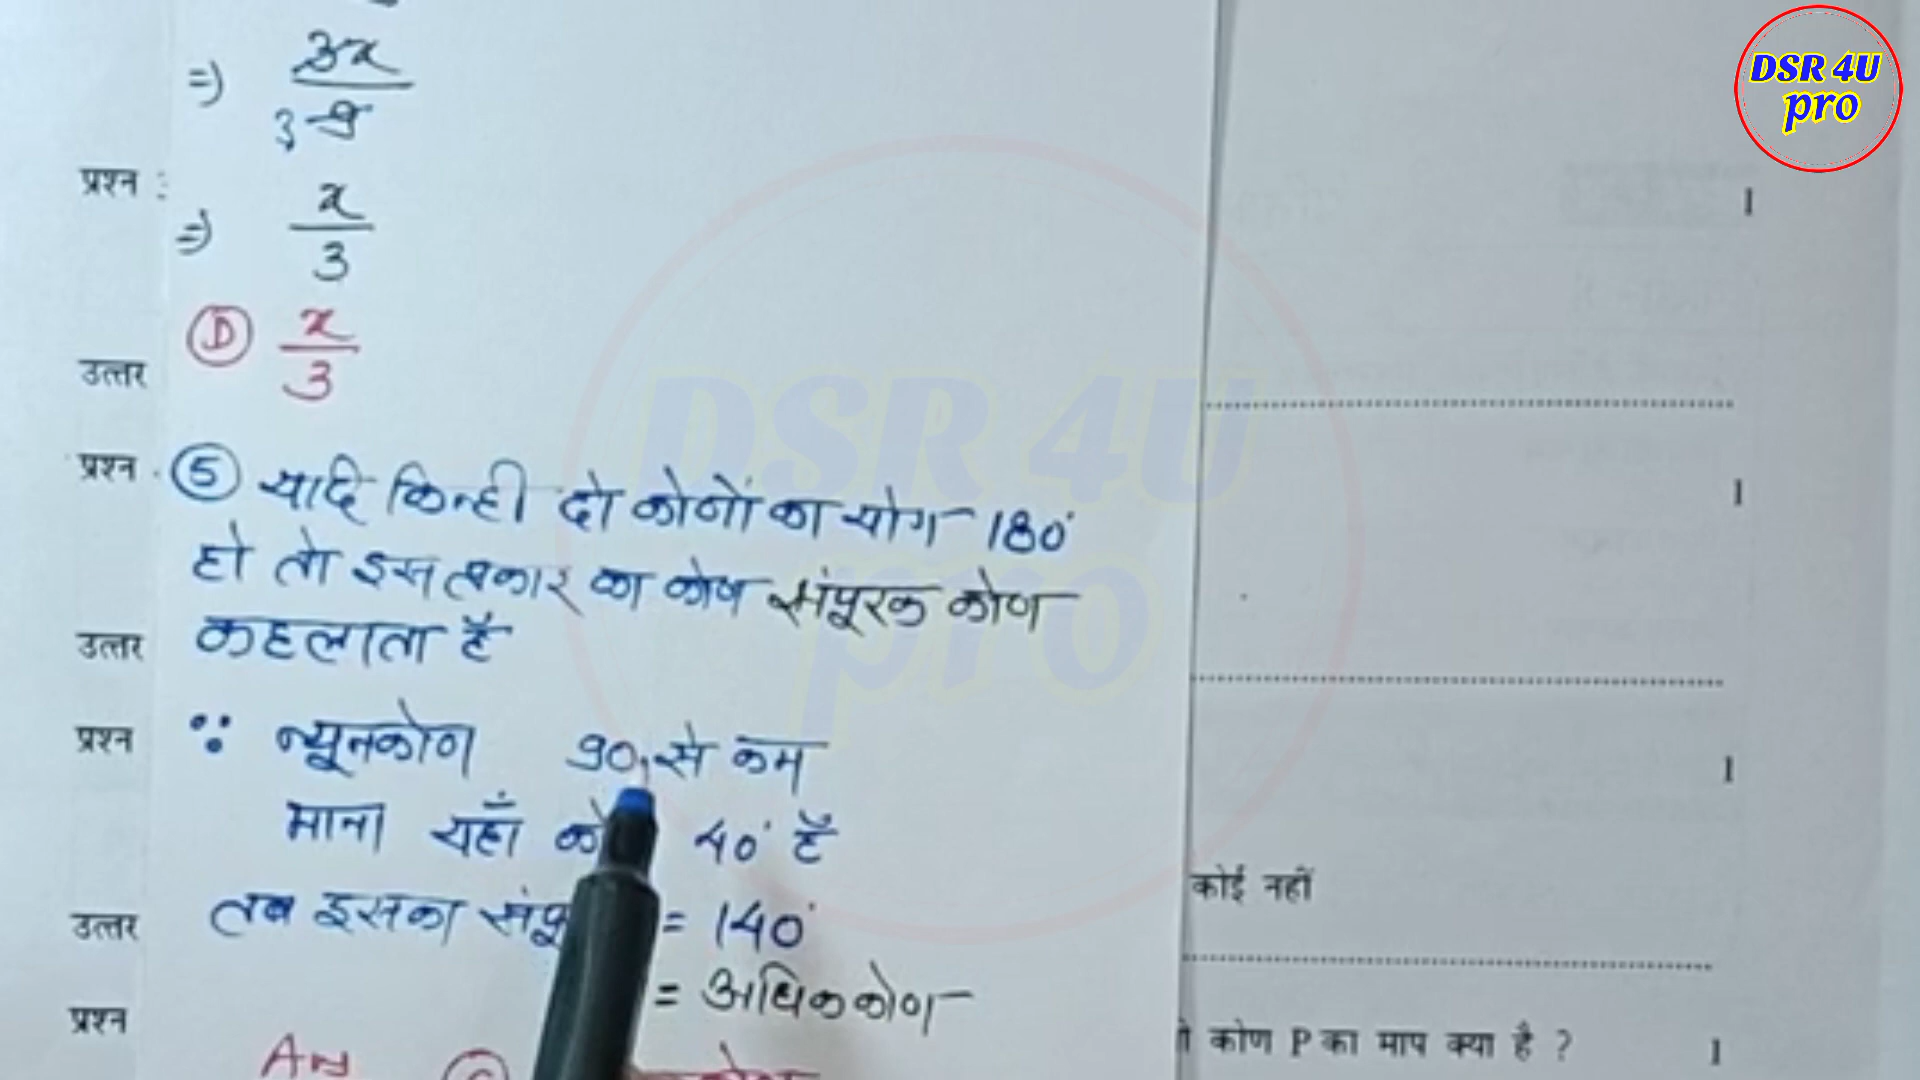 DSR 4U
pro
=> 3x
3 9
प्रश्न :
1
=> x
3
उत्तर (D) x
3
प्रश्न . (5) यादि किन्ही दो कोणों का योग 180°
1
हो तो इस प्रकार का कोण संपूरक कोण
उत्तर कहलाता है
प्रश्न ∵ न्यूनकोण 90 से कम
1
माना यहाँ 40° है
कोई नहीं
उत्तर तब इसका = 140°
= अधिककोण
प्रश्न
कोण P का माप क्या है ? 1
Ans (C)